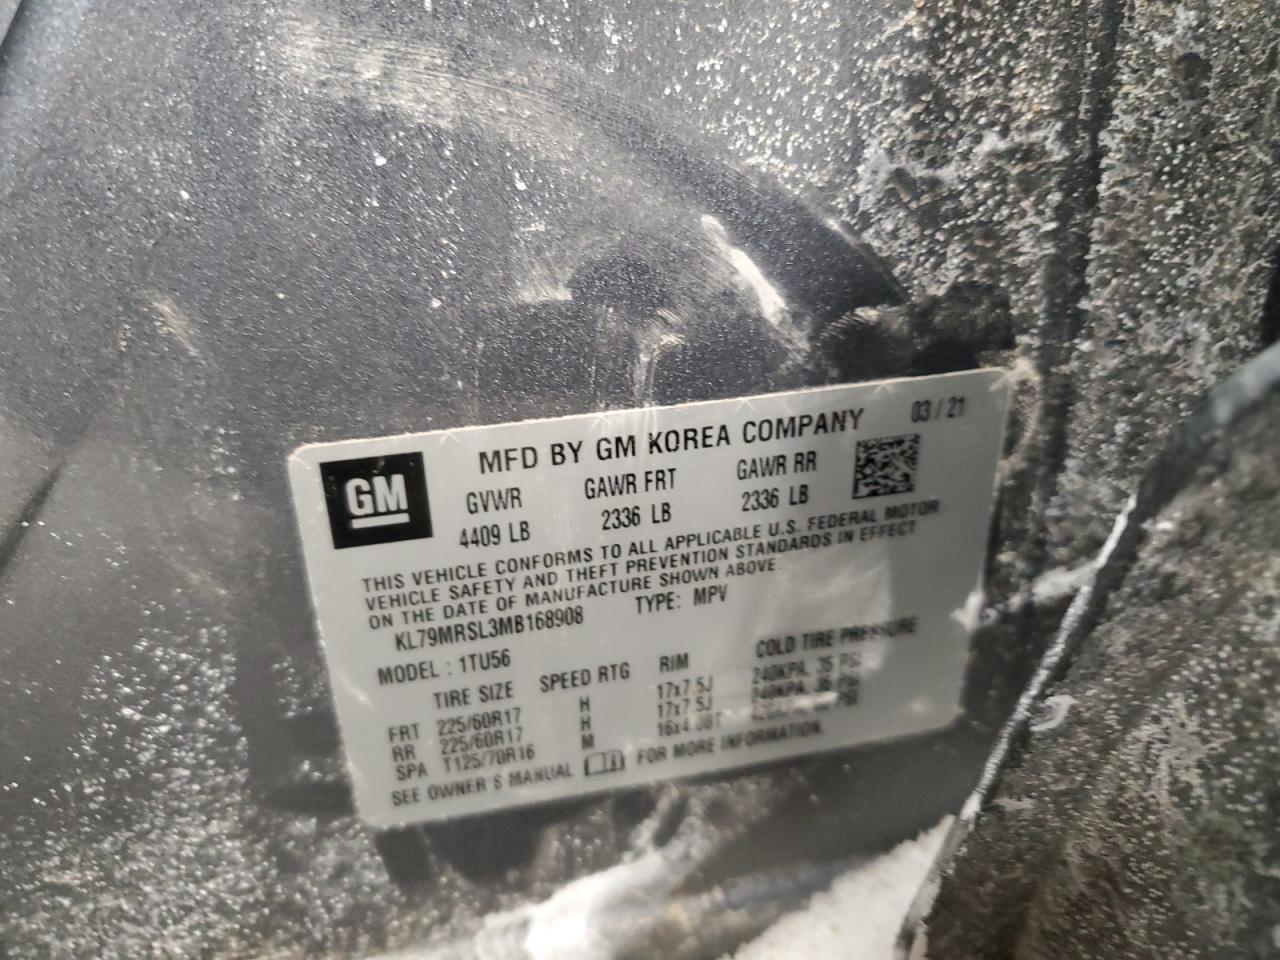 MFD BY GM KOREA COMPANY 03 / 21
GM
GVWR GAWR FRT GAWR RR
4409 LB 2336 LB 2336 LB
THIS VEHICLE CONFORMS TO ALL APPLICABLE U.S. FEDERAL MOTOR
VEHICLE SAFETY AND THEFT PREVENTION STANDARDS IN EFFECT
ON THE DATE OF MANUFACTURE SHOWN ABOVE.
KL79MRSL3MB168908 TYPE: MPV
MODEL : 1TU56
TIRE SIZE SPEED RTG RIM COLD TIRE PRESSURE
FRT 225/60R17 H 17x7.5J 240KPA, 35 PSI
RR 225/60R17 H 17x7.5J 240KPA, 35 PSI
SPA T125/70R16 M PSI
SEE OWNER'S MANUAL FOR MORE INFORMATION.